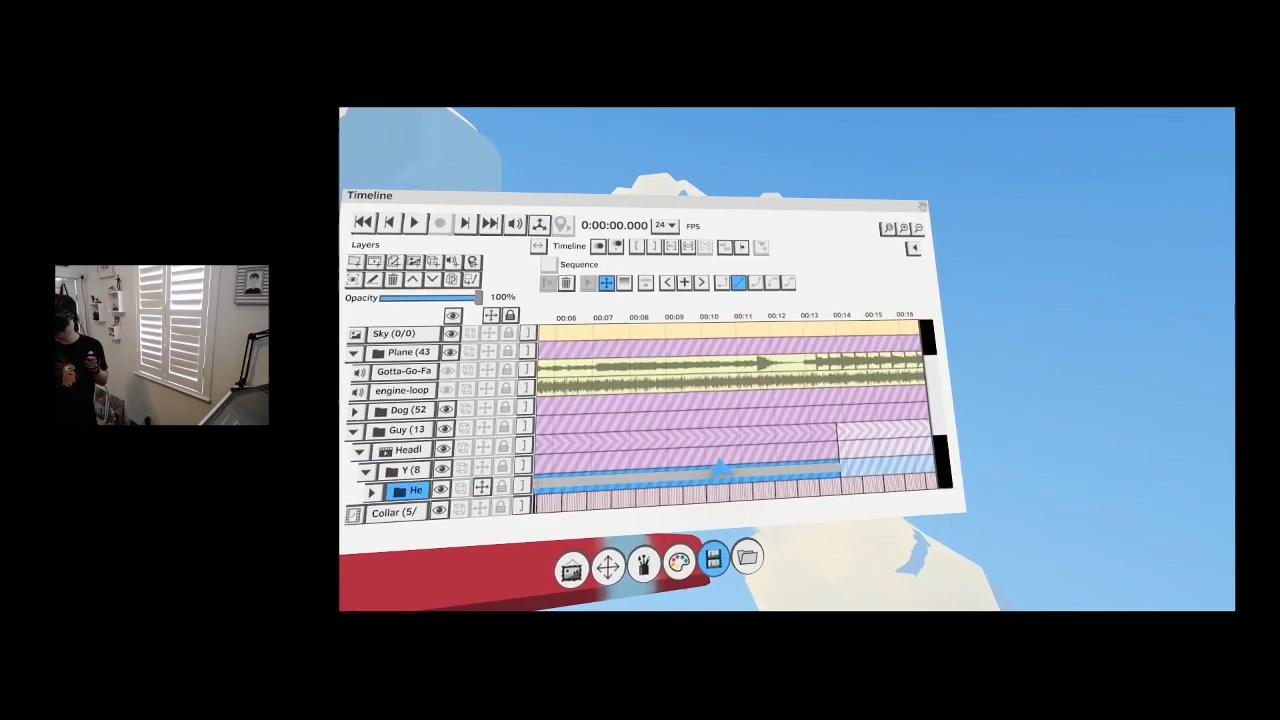 Timeline
0:00:00.000 24 FPS
Layers
Timeline
Sequence
Opacity 100%
00:06 00:07 00:08 00:09 00:10 00:11 00:12 00:13 00:14 00:15 00:16
Sky (0/0)
Plane (43
Gotta-Go-Fa
engine-loop
Dog (52
Guy (13
Headl
Y (8
He
Collar (5/